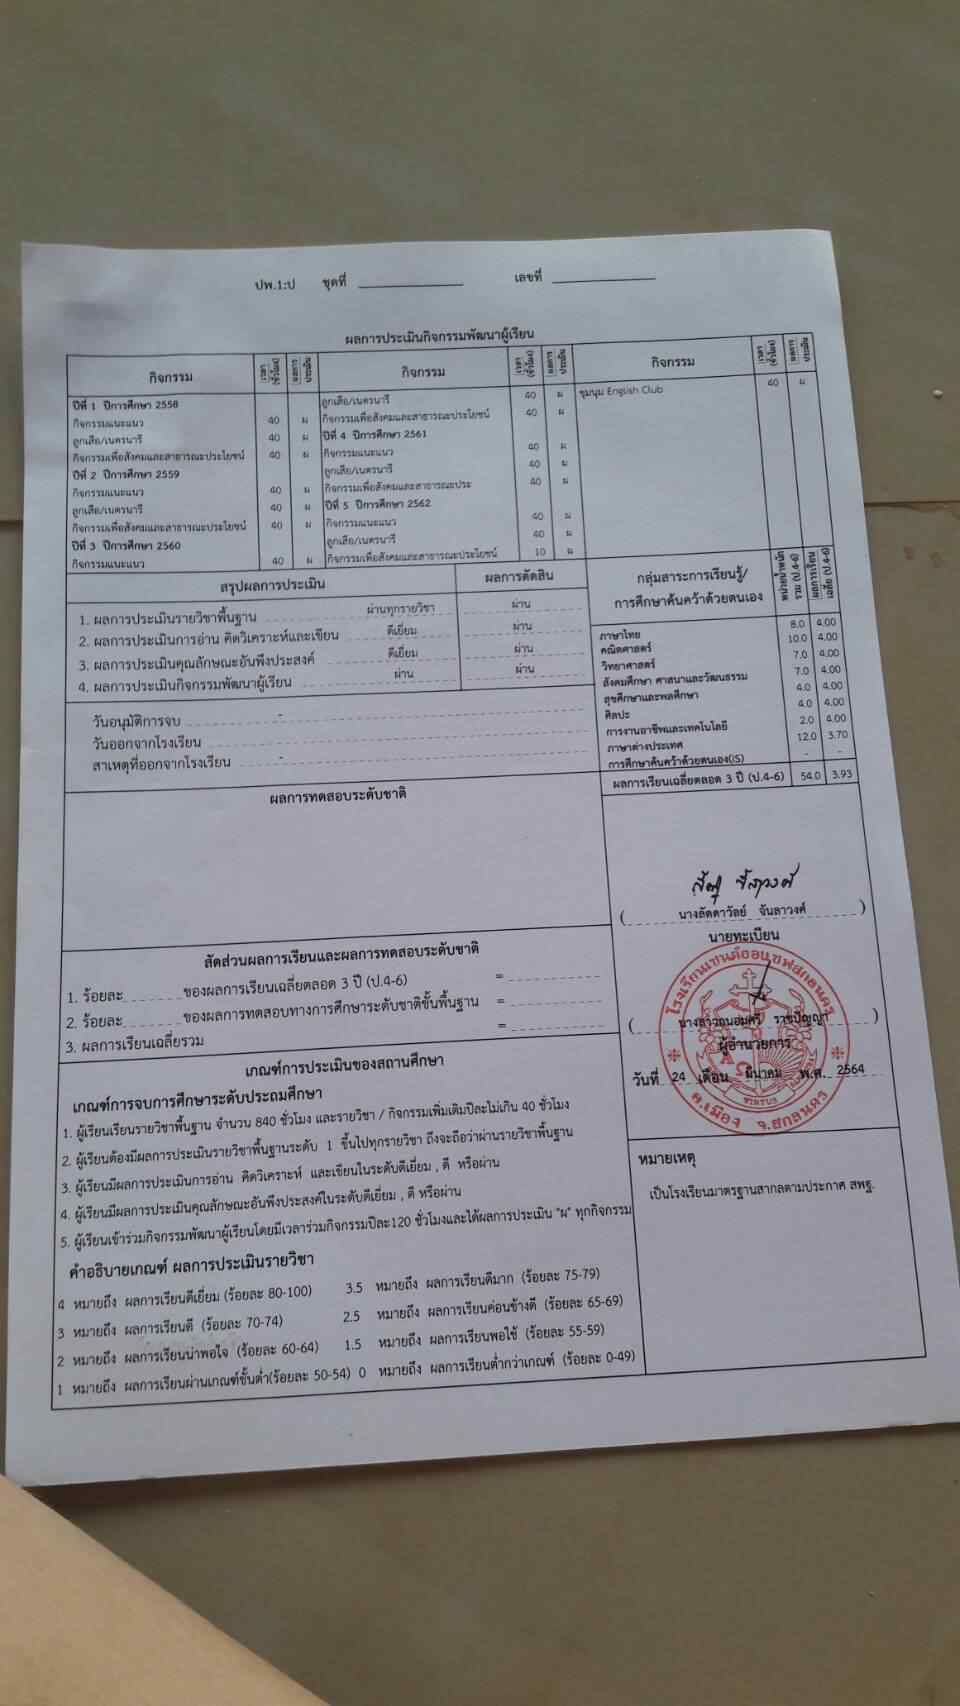 ปพ.1:ป ชุดที่ เลขที่
ผลการประเมินกิจกรรมพัฒนาผู้เรียน
กิจกรรม เวลา (ชั่วโมง) ผลการประเมิน กิจกรรม เวลา (ชั่วโมง) ผลการประเมิน กิจกรรม เวลา (ชั่วโมง) ผลการประเมิน
ปีที่ 1 ปีการศึกษา 2558
กิจกรรมแนะแนว 40 ผ
ลูกเสือ/เนตรนารี 40 ผ
กิจกรรมเพื่อสังคมและสาธารณะประโยชน์ 40 ผ
ปีที่ 2 ปีการศึกษา 2559
กิจกรรมแนะแนว 40 ผ
ลูกเสือ/เนตรนารี 40 ผ
กิจกรรมเพื่อสังคมและสาธารณะประโยชน์ 40 ผ
ปีที่ 3 ปีการศึกษา 2560
กิจกรรมแนะแนว 40 ผ
ลูกเสือ/เนตรนารี 40 ผ
กิจกรรมเพื่อสังคมและสาธารณะประโยชน์ 40 ผ
ปีที่ 4 ปีการศึกษา 2561
กิจกรรมแนะแนว 40 ผ
ลูกเสือ/เนตรนารี 40 ผ
กิจกรรมเพื่อสังคมและสาธารณะประ 40 ผ
ปีที่ 5 ปีการศึกษา 2562
กิจกรรมแนะแนว 40 ผ
ลูกเสือ/เนตรนารี 40 ผ
กิจกรรมเพื่อสังคมและสาธารณะประโยชน์ 10 ผ
ชุมนุม English Club 40 ผ
สรุปผลการประเมิน ผลการตัดสิน
1. ผลการประเมินรายวิชาพื้นฐาน ผ่านทุกรายวิชา ผ่าน
2. ผลการประเมินการอ่าน คิดวิเคราะห์และเขียน ดีเยี่ยม ผ่าน
3. ผลการประเมินคุณลักษณะอันพึงประสงค์ ดีเยี่ยม ผ่าน
4. ผลการประเมินกิจกรรมพัฒนาผู้เรียน ผ่าน ผ่าน
วันอนุมัติการจบ -
วันออกจากโรงเรียน
สาเหตุที่ออกจากโรงเรียน -
กลุ่มสาระการเรียนรู้/ การศึกษาค้นคว้าด้วยตนเอง หน่วยน้ำหนัก รวม (ป.4-6) ผลการเรียน เฉลี่ย (ป.4-6)
ภาษาไทย 8.0 4.00
คณิตศาสตร์ 10.0 4.00
วิทยาศาสตร์ 7.0 4.00
สังคมศึกษา ศาสนาและวัฒนธรรม 7.0 4.00
สุขศึกษาและพลศึกษา 4.0 4.00
ศิลปะ 4.0 4.00
การงานอาชีพและเทคโนโลยี 2.0 4.00
ภาษาต่างประเทศ 12.0 3.70
การศึกษาค้นคว้าด้วยตนเอง(IS) - -
ผลการเรียนเฉลี่ยตลอด 3 ปี (ป.4-6) 54.0 3.93
ผลการทดสอบระดับชาติ
สัดส่วนผลการเรียนและผลการทดสอบระดับชาติ
1. ร้อยละ ของผลการเรียนเฉลี่ยตลอด 3 ปี (ป.4-6) =
2. ร้อยละ ของผลการทดสอบทางการศึกษาระดับชาติขั้นพื้นฐาน =
3. ผลการเรียนเฉลี่ยรวม =
(นางลัดดาวัลย์ จันลาวงศ์)
นายทะเบียน
โรงเรียนเซนต์ยอแซฟสกลนคร
(นางสาวถนอมศรี ราชปัญญา)
ผู้อำนวยการ
วันที่ 24 เดือน มีนาคม พ.ศ. 2564
อ.เมือง จ.สกลนคร
เกณฑ์การประเมินของสถานศึกษา
เกณฑ์การจบการศึกษาระดับประถมศึกษา
1. ผู้เรียนเรียนรายวิชาพื้นฐาน จำนวน 840 ชั่วโมง และรายวิชา / กิจกรรมเพิ่มเติมปีละไม่เกิน 40 ชั่วโมง
2. ผู้เรียนต้องมีผลการประเมินรายวิชาพื้นฐานระดับ 1 ขึ้นไปทุกรายวิชา ถึงจะถือว่าผ่านรายวิชาพื้นฐาน
3. ผู้เรียนมีผลการประเมินการอ่าน คิดวิเคราะห์ และเขียนในระดับดีเยี่ยม , ดี หรือผ่าน
4. ผู้เรียนมีผลการประเมินคุณลักษณะอันพึงประสงค์ในระดับดีเยี่ยม , ดี หรือผ่าน
5. ผู้เรียนเข้าร่วมกิจกรรมพัฒนาผู้เรียนโดยมีเวลาร่วมกิจกรรมปีละ120 ชั่วโมงและได้ผลการประเมิน "ผ" ทุกกิจกรรม
คำอธิบายเกณฑ์ ผลการประเมินรายวิชา
4 หมายถึง ผลการเรียนดีเยี่ยม (ร้อยละ 80-100) 3.5 หมายถึง ผลการเรียนดีมาก (ร้อยละ 75-79)
3 หมายถึง ผลการเรียนดี (ร้อยละ 70-74) 2.5 หมายถึง ผลการเรียนค่อนข้างดี (ร้อยละ 65-69)
2 หมายถึง ผลการเรียนน่าพอใจ (ร้อยละ 60-64) 1.5 หมายถึง ผลการเรียนพอใช้ (ร้อยละ 55-59)
1 หมายถึง ผลการเรียนผ่านเกณฑ์ขั้นต่ำ(ร้อยละ 50-54) 0 หมายถึง ผลการเรียนต่ำกว่าเกณฑ์ (ร้อยละ 0-49)
หมายเหตุ
เป็นโรงเรียนมาตรฐานสากลตามประกาศ สพฐ.